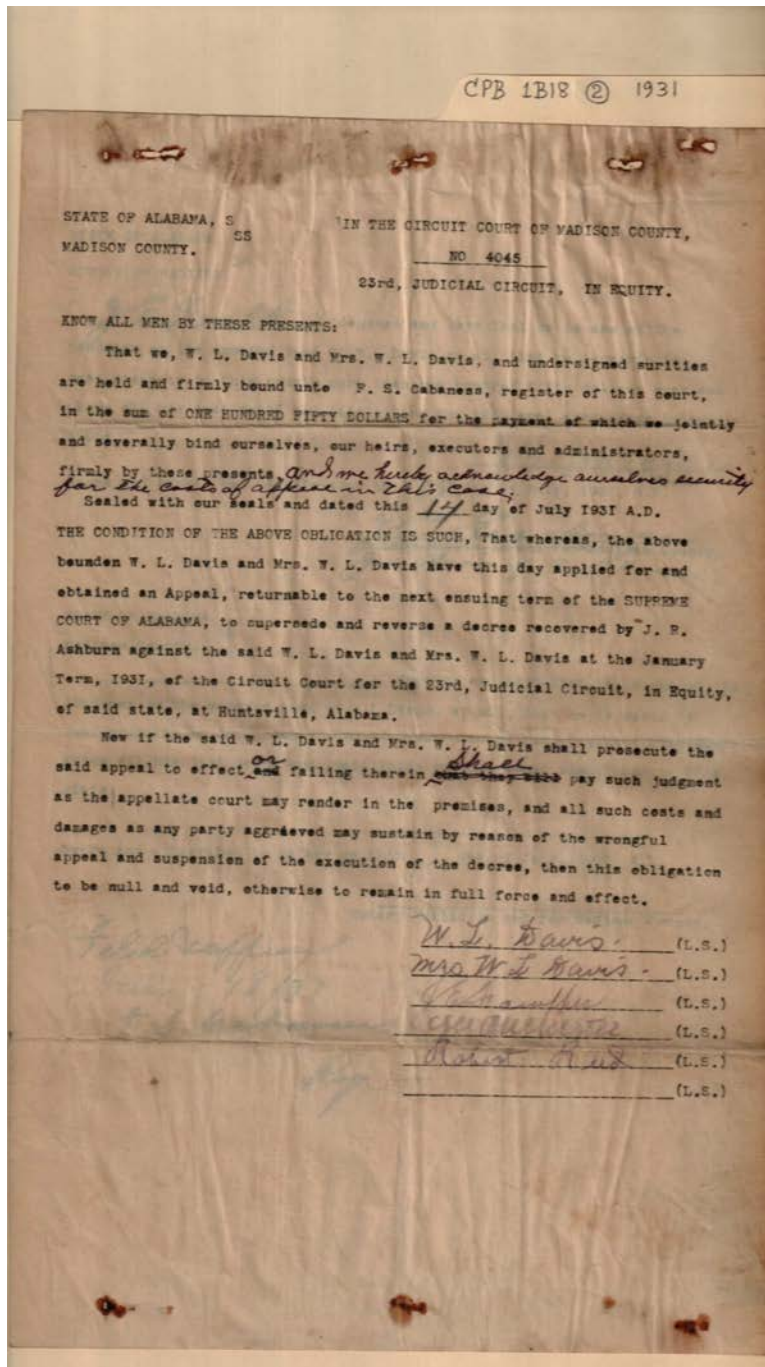 CPB 1B18 ② 1931
STATE OF ALABAMA, S
SS
MADISON COUNTY.
IN THE CIRCUIT COURT OF MADISON COUNTY,
NO 4045
23rd, JUDICIAL CIRCUIT, IN EQUITY.
KNOW ALL MEN BY THESE PRESENTS:
That we, W. L. Davis and Mrs. W. L. Davis, and undersigned surities
are held and firmly bound unto F. S. Cabaness, register of this court,
in the sum of ONE HUNDRED FIFTY DOLLARS for the payment of which we jointly
and severally bind ourselves, our heirs, executors and administrators,
firmly by these presents, and we hereby acknowledge ourselves security
for the costs of appeal in this case.
Sealed with our seals and dated this 14 day of July I93I A.D.
THE CONDITION OF THE ABOVE OBLIGATION IS SUCH, That whereas, the above
bounden W. L. Davis and Mrs. W. L. Davis have this day applied for and
obtained an Appeal, returnable to the next ensuing term of the SUPREME
COURT OF ALABAMA, to supersede and reverse a decree recovered by J. R.
Ashburn against the said W. L. Davis and Mrs. W. L. Davis at the January
Term, I93I, of the Circuit Court for the 23rd, Judicial Circuit, in Equity,
of said state, at Huntsville, Alabama.
Now if the said W. L. Davis and Mrs. W. L. Davis shall prosecute the
said appeal to effect or and failing therein shall pay such judgment
as the appellate court may render in the premises, and all such costs and
damages as any party aggrieved may sustain by reason of the wrongful
appeal and suspension of the execution of the decree, then this obligation
to be null and void, otherwise to remain in full force and effect.
W. L. Davis. (L.S.)
Mrs W L Davis. (L.S.)
(L.S.)
(L.S.)
Robert (L.S.)
(L.S.)